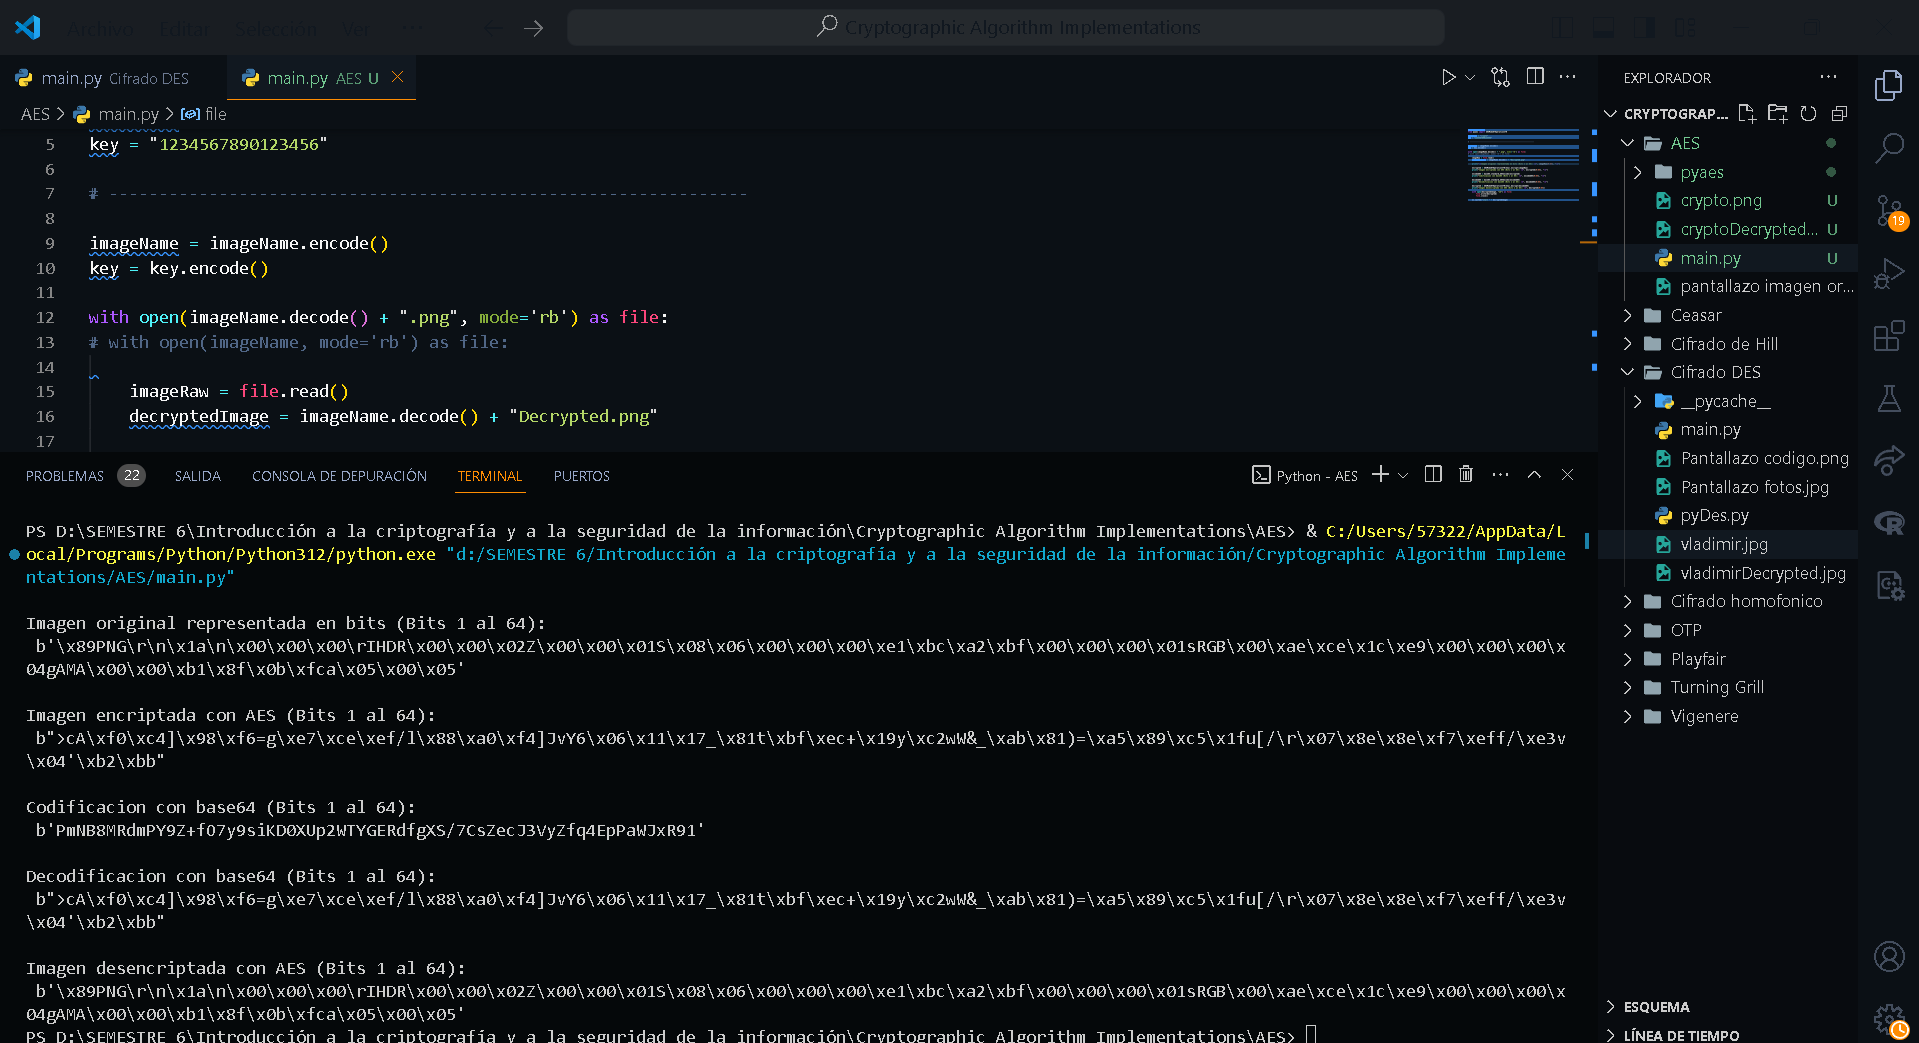 Archivo Editar Selección Ver ··· Cryptographic Algorithm Implementations
main.py Cifrado DES main.py AES U
AES > main.py > file
5 key = "1234567890123456"
6
7 # ----------------------------------------------------------------
8
9 imageName = imageName.encode()
10 key = key.encode()
11
12 with open(imageName.decode() + ".png", mode='rb') as file:
13 # with open(imageName, mode='rb') as file:
14
15 imageRaw = file.read()
16 decryptedImage = imageName.decode() + "Decrypted.png"
17
PROBLEMAS 22 SALIDA CONSOLA DE DEPURACIÓN TERMINAL PUERTOS Python - AES
PS D:\SEMESTRE 6\Introducción a la criptografía y a la seguridad de la información\Cryptographic Algorithm Implementations\AES> & C:/Users/57322/AppData/L
ocal/Programs/Python/Python312/python.exe "d:/SEMESTRE 6/Introducción a la criptografía y a la seguridad de la información/Cryptographic Algorithm Impleme
ntations/AES/main.py"
Imagen original representada en bits (Bits 1 al 64):
b'\x89PNG\r\n\x1a\n\x00\x00\x00\rIHDR\x00\x00\x02Z\x00\x00\x01S\x08\x06\x00\x00\x00\xe1\xbc\xa2\xbf\x00\x00\x00\x01sRGB\x00\xae\xce\x1c\xe9\x00\x00\x00\x
04gAMA\x00\x00\xb1\x8f\x0b\xfca\x05\x00\x05'
Imagen encriptada con AES (Bits 1 al 64):
b">cA\xf0\xc4]\x98\xf6=g\xe7\xce\xef/l\x88\xa0\xf4]JvY6\x06\x11\x17_\x81t\xbf\xec+\x19y\xc2wW&_\xab\x81)=\xa5\x89\xc5\x1fu[/\r\x07\x8e\x8e\xf7\xeff/\xe3v
\x04'\xb2\xbb"
Codificacion con base64 (Bits 1 al 64):
b'PmNB8MRdmPY9Z+fO7y9siKD0XUp2WTYGERdfgXS/7CsZecJ3VyZfq4EpPaWJxR91'
Decodificacion con base64 (Bits 1 al 64):
b">cA\xf0\xc4]\x98\xf6=g\xe7\xce\xef/l\x88\xa0\xf4]JvY6\x06\x11\x17_\x81t\xbf\xec+\x19y\xc2wW&_\xab\x81)=\xa5\x89\xc5\x1fu[/\r\x07\x8e\x8e\xf7\xeff/\xe3v
\x04'\xb2\xbb"
Imagen desencriptada con AES (Bits 1 al 64):
b'\x89PNG\r\n\x1a\n\x00\x00\x00\rIHDR\x00\x00\x02Z\x00\x00\x01S\x08\x06\x00\x00\x00\xe1\xbc\xa2\xbf\x00\x00\x00\x01sRGB\x00\xae\xce\x1c\xe9\x00\x00\x00\x
04gAMA\x00\x00\xb1\x8f\x0b\xfca\x05\x00\x05'
PS D:\SEMESTRE 6\Introducción a la criptografía y a la seguridad de la información\Cryptographic Algorithm Implementations\AES>
EXPLORADOR
CRYPTOGRAP...
AES
pyaes
crypto.png U
cryptoDecrypted... U
main.py U
pantallazo imagen or...
Ceasar
Cifrado de Hill
Cifrado DES
__pycache__
main.py
Pantallazo codigo.png
Pantallazo fotos.jpg
pyDes.py
vladimir.jpg
vladimirDecrypted.jpg
Cifrado homofonico
OTP
Playfair
Turning Grill
Vigenere
ESQUEMA
LÍNEA DE TIEMPO
19